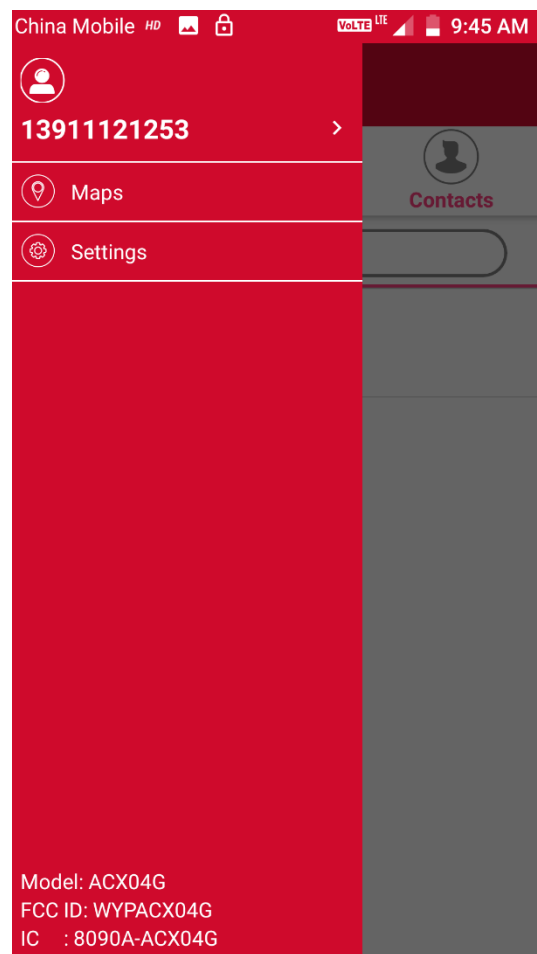 China Mobile HD VoLTE LTE 9:45 AM
13911121253
Maps
Contacts
Settings
Model: ACX04G
FCC ID: WYPACX04G
IC : 8090A-ACX04G